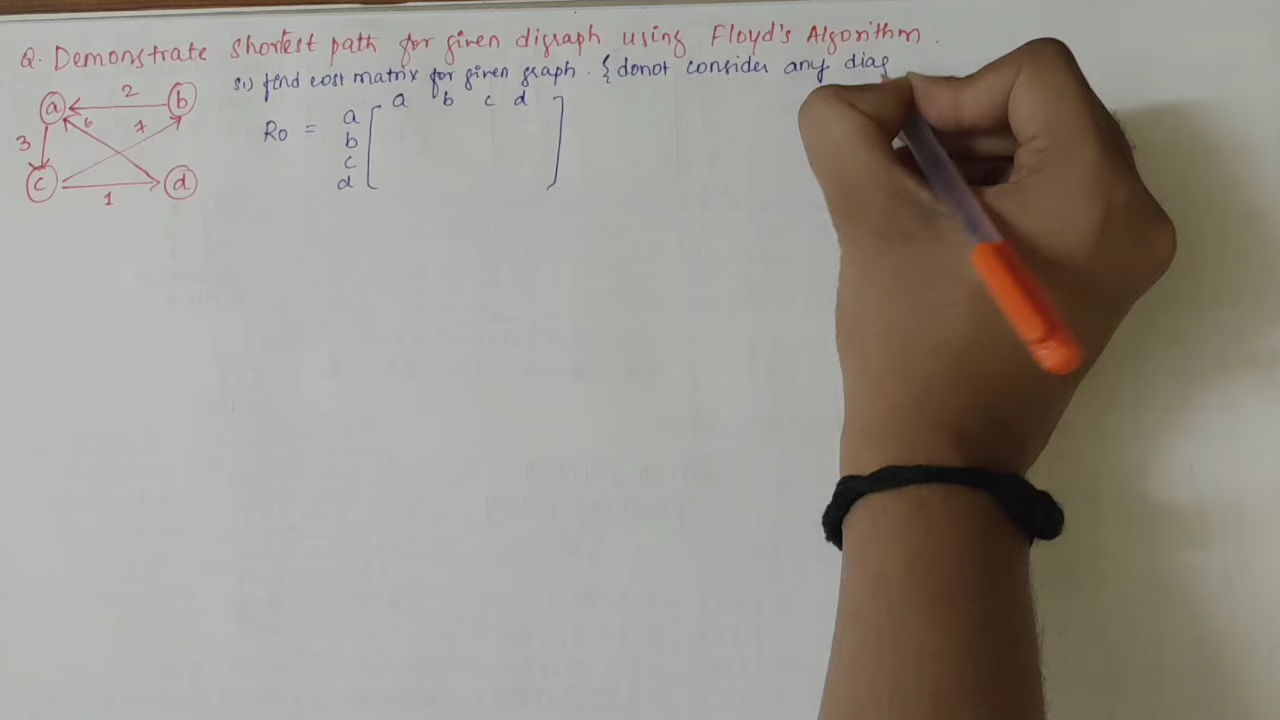 Q. Demonstrate shortest path for given digraph using Floyd's Algorithm.
S1) find cost matrix for given graph. { donot consider any diag
a 2 b
3 6 7
c 1 d
a b c d
R0 = a
b
c
d